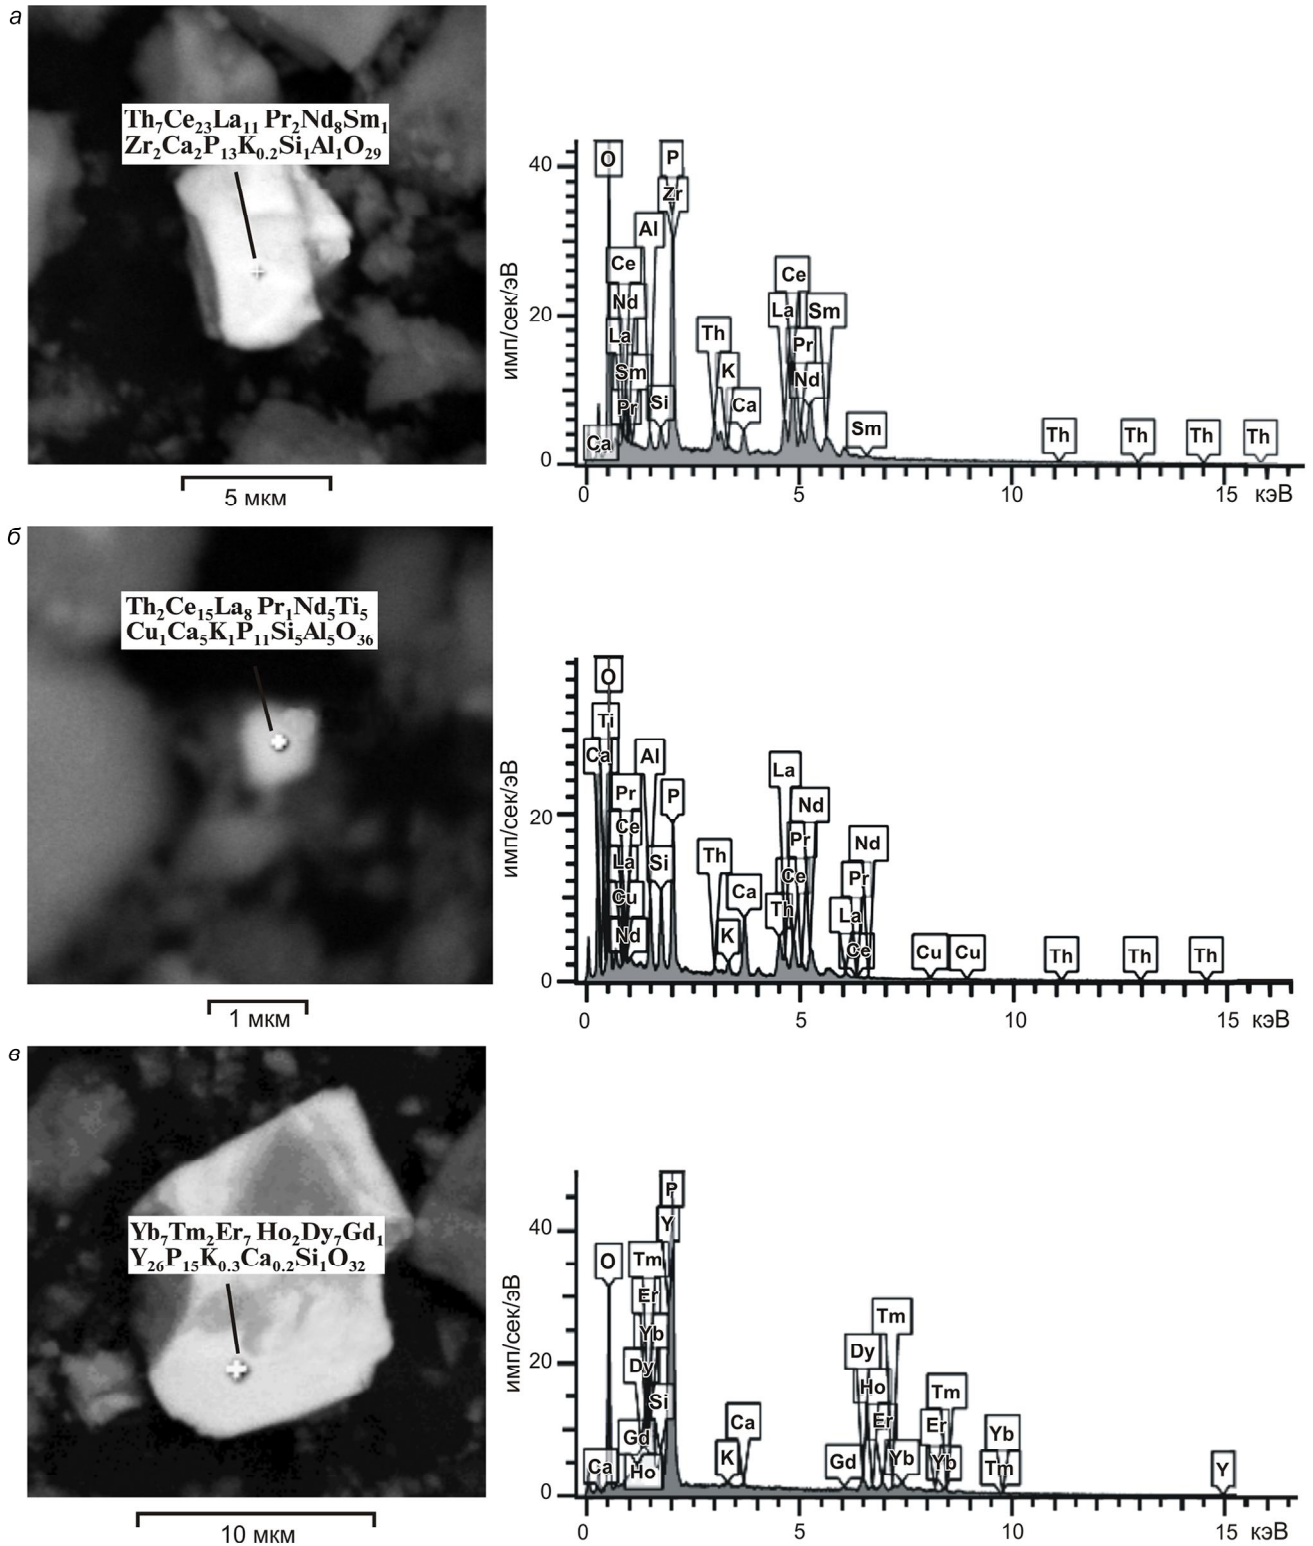 а
Th₇Ce₂₃La₁₁ Pr₂Nd₈Sm₁
Zr₂Ca₂P₁₃K₀.₂Si₁Al₁O₂₉
5 мкм
имп/сек/эВ
40
20
0
O
P
Zr
Al
Ce
Nd
La
Sm
Pr
Ca
Si
Th
K
Ca
Ce
La
Sm
Pr
Nd
Sm
Th
Th
Th
Th
0
5
10
15 кэВ
б
Th₂Ce₁₅La₈ Pr₁Nd₅Ti₅
Cu₁Ca₅K₁P₁₁Si₅Al₅O₃₆
1 мкм
имп/сек/эВ
20
0
O
Ti
Ca
Al
Pr
P
Ce
La
Si
Cu
Nd
Th
K
Ca
La
Nd
Pr
Ce
Th
Nd
Pr
La
Ce
Cu
Cu
Th
Th
Th
0
5
10
15 кэВ
в
Yb₇Tm₂Er₇ Ho₂Dy₇Gd₁
Y₂₆P₁₅K₀.₃Ca₀.₂Si₁O₃₂
10 мкм
имп/сек/эВ
40
20
0
P
Y
O
Tm
Er
Yb
Dy
Si
Gd
Ca
Ho
K
Ca
Tm
Dy
Ho
Er
Gd
Yb
Tm
Er
Yb
Yb
Tm
Y
0
5
10
15 кэВ